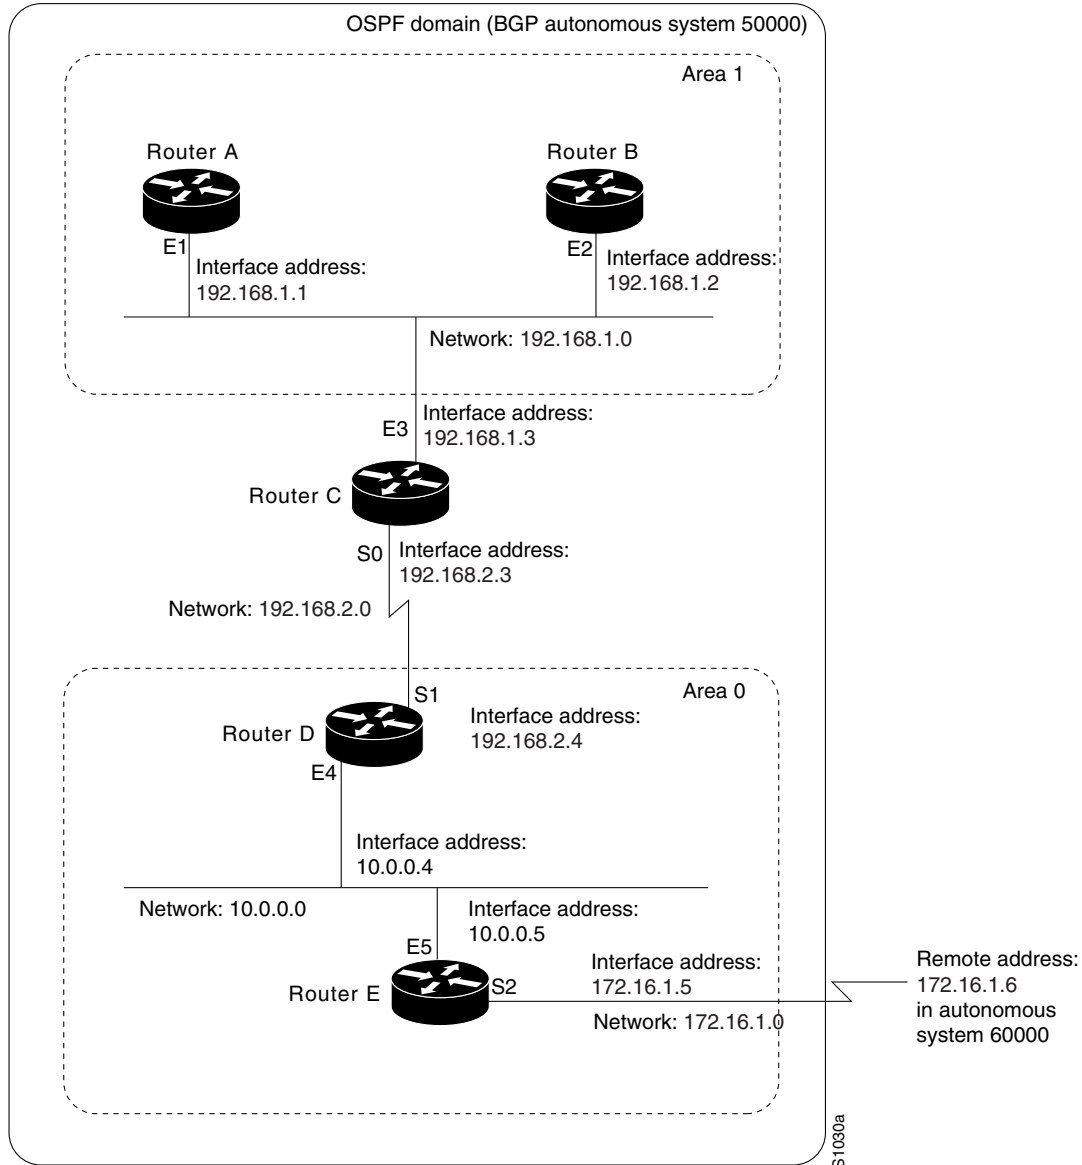 OSPF domain (BGP autonomous system 50000)
Area 1
Router A
Router B
E1
Interface address:
192.168.1.1
E2
Interface address:
192.168.1.2
Network: 192.168.1.0
Interface address:
192.168.1.3
E3
Router C
S0
Interface address:
192.168.2.3
Network: 192.168.2.0
Area 0
S1
Interface address:
192.168.2.4
Router D
E4
Interface address:
10.0.0.4
Network: 10.0.0.0
Interface address:
10.0.0.5
E5
Router E
S2
Interface address:
172.16.1.5
Network: 172.16.1.0
Remote address:
172.16.1.6
in autonomous
system 60000
S1030a